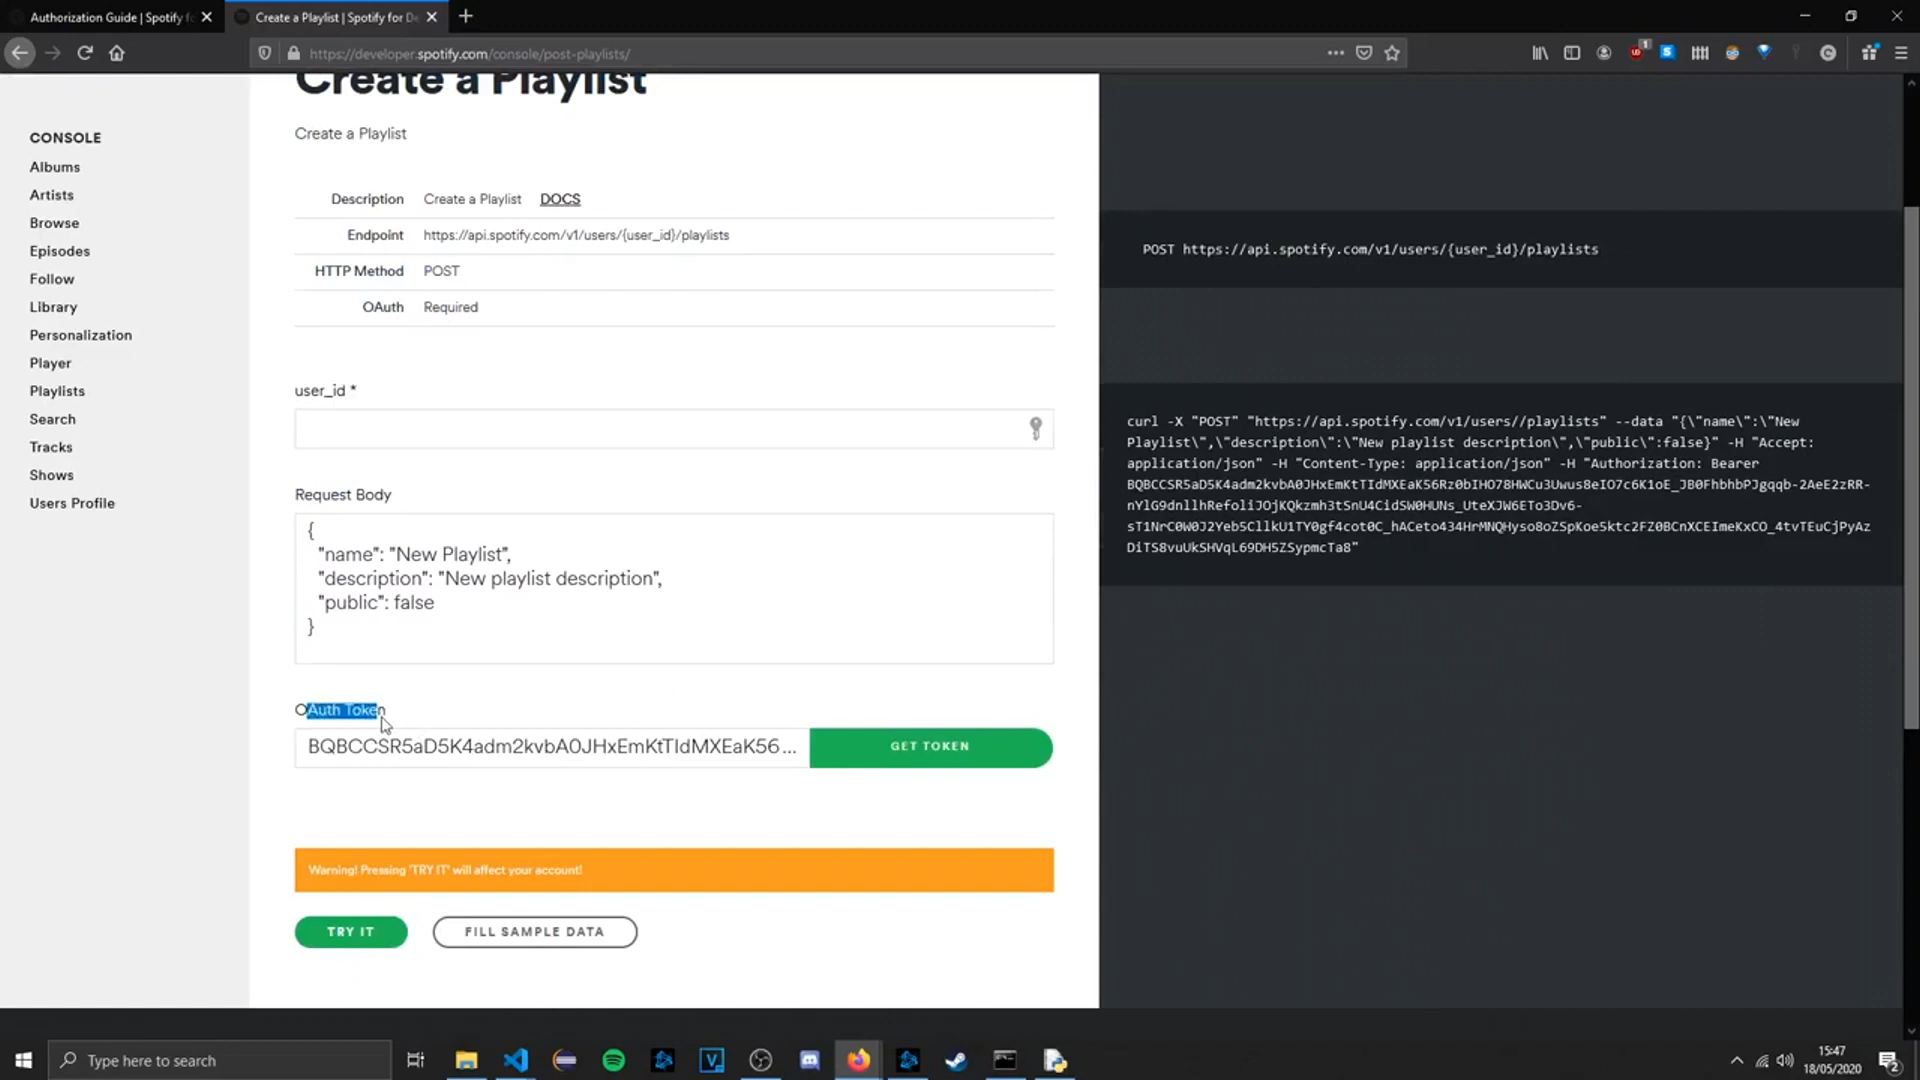 Authorization Guide | Spotify f
Create a Playlist | Spotify for De
https://developer.spotify.com/console/post-playlists/
Create a Playlist
Create a Playlist
CONSOLE
Albums
Artists
Browse
Episodes
Follow
Library
Personalization
Player
Playlists
Search
Tracks
Shows
Users Profile
Description Create a Playlist DOCS
Endpoint https://api.spotify.com/v1/users/{user_id}/playlists
HTTP Method POST
OAuth Required
user_id *
Request Body
{
"name": "New Playlist",
"description": "New playlist description",
"public": false
}
OAuth Token
BQBCCSR5aD5K4adm2kvbA0JHxEmKtTIdMXEaK56...
GET TOKEN
Warning! Pressing 'TRY IT' will affect your account!
TRY IT
FILL SAMPLE DATA
POST https://api.spotify.com/v1/users/{user_id}/playlists
curl -X "POST" "https://api.spotify.com/v1/users//playlists" --data "{\"name\":\"New
Playlist\",\"description\":\"New playlist description\",\"public\":false}" -H "Accept:
application/json" -H "Content-Type: application/json" -H "Authorization: Bearer
BQBCCSR5aD5K4adm2kvbA0JHxEmKtTIdMXEaK56Rz0bIHO78HWCu3Uwus8eIO7c6K1oE_JB0FhbhbPJgqqb-2AeE2zRR-
nYlG9dnllhRefoliJOjKQkzmh3tSnU4CidSW0HUNs_UteXJW6ETo3Dv6-
sT1NrC0W0J2Yeb5CllkU1TY0gf4cot0C_hACeto434HrMNQHyso8oZSpKoe5ktc2FZ0BCnXCEImeKxCO_4tvTEuCjPyAz
DiTS8vuUkSHVqL69DH5ZSypmcTa8"
Type here to search
15:47
18/05/2020
2